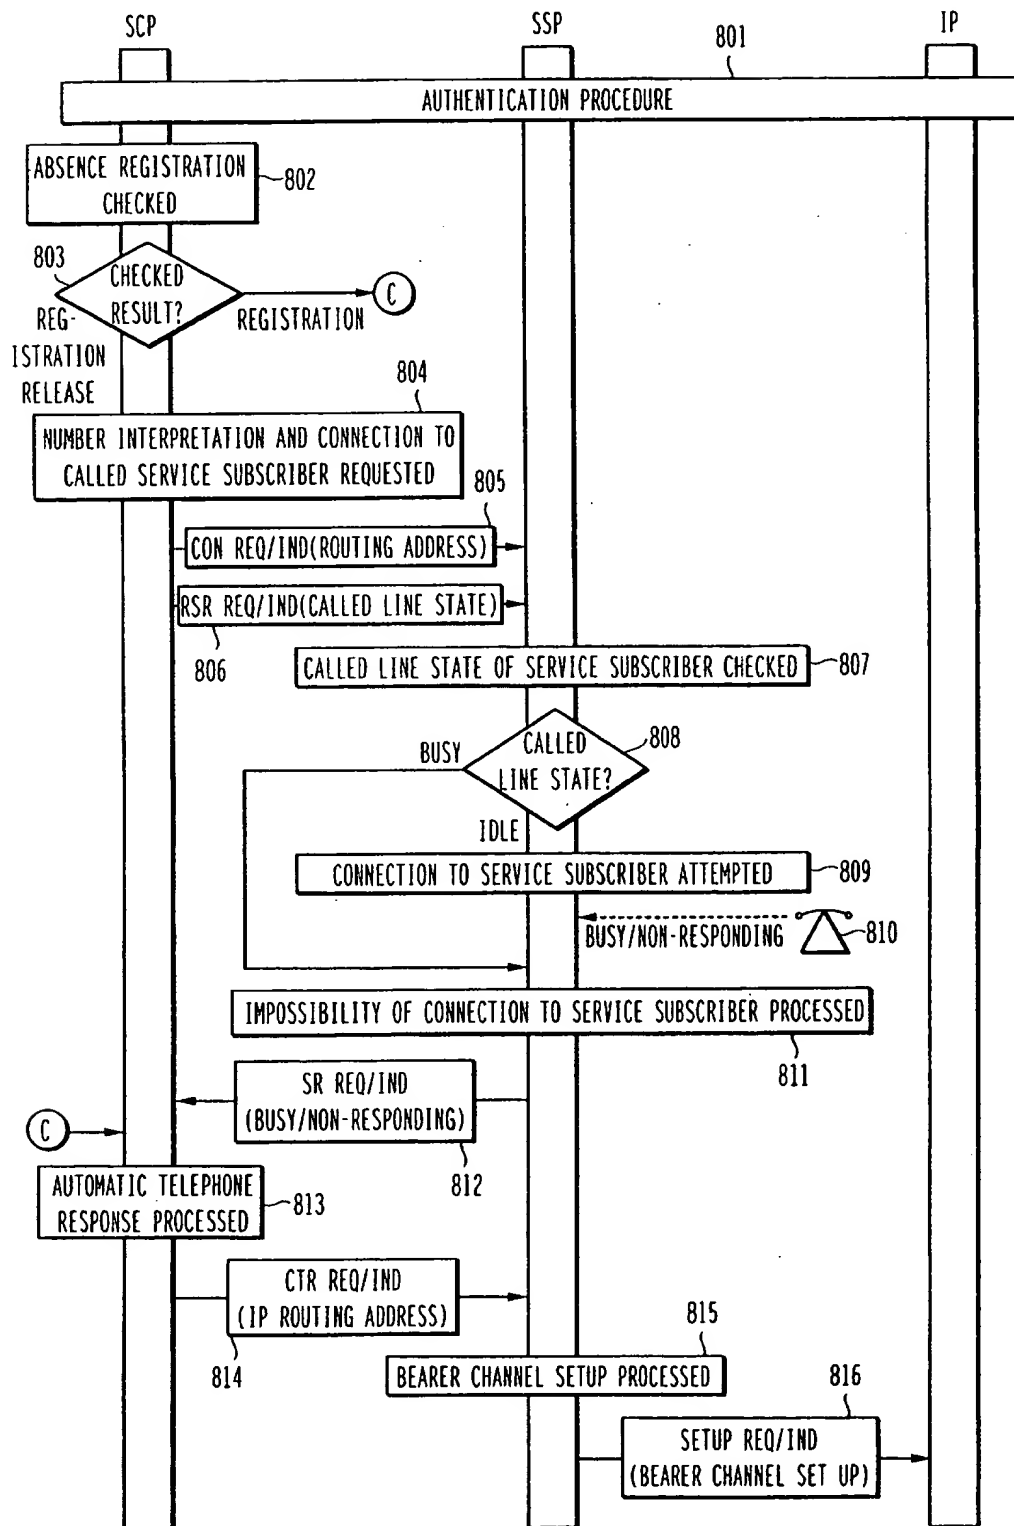 SCP
SSP
IP
801
AUTHENTICATION PROCEDURE
ABSENCE REGISTRATION
CHECKED
802
803
CHECKED
RESULT?
C
REG-
ISTRATION
RELEASE
REGISTRATION
804
NUMBER INTERPRETATION AND CONNECTION TO
CALLED SERVICE SUBSCRIBER REQUESTED
805
CON REQ/IND(ROUTING ADDRESS)
RSR REQ/IND(CALLED LINE STATE)
806
CALLED LINE STATE OF SERVICE SUBSCRIBER CHECKED
807
BUSY
CALLED
LINE STATE?
808
IDLE
CONNECTION TO SERVICE SUBSCRIBER ATTEMPTED
809
BUSY/NON-RESPONDING
810
IMPOSSIBILITY OF CONNECTION TO SERVICE SUBSCRIBER PROCESSED
811
SR REQ/IND
(BUSY/NON-RESPONDING)
812
C
AUTOMATIC TELEPHONE
RESPONSE PROCESSED
813
CTR REQ/IND
(IP ROUTING ADDRESS)
814
815
BEARER CHANNEL SETUP PROCESSED
816
SETUP REQ/IND
(BEARER CHANNEL SET UP)